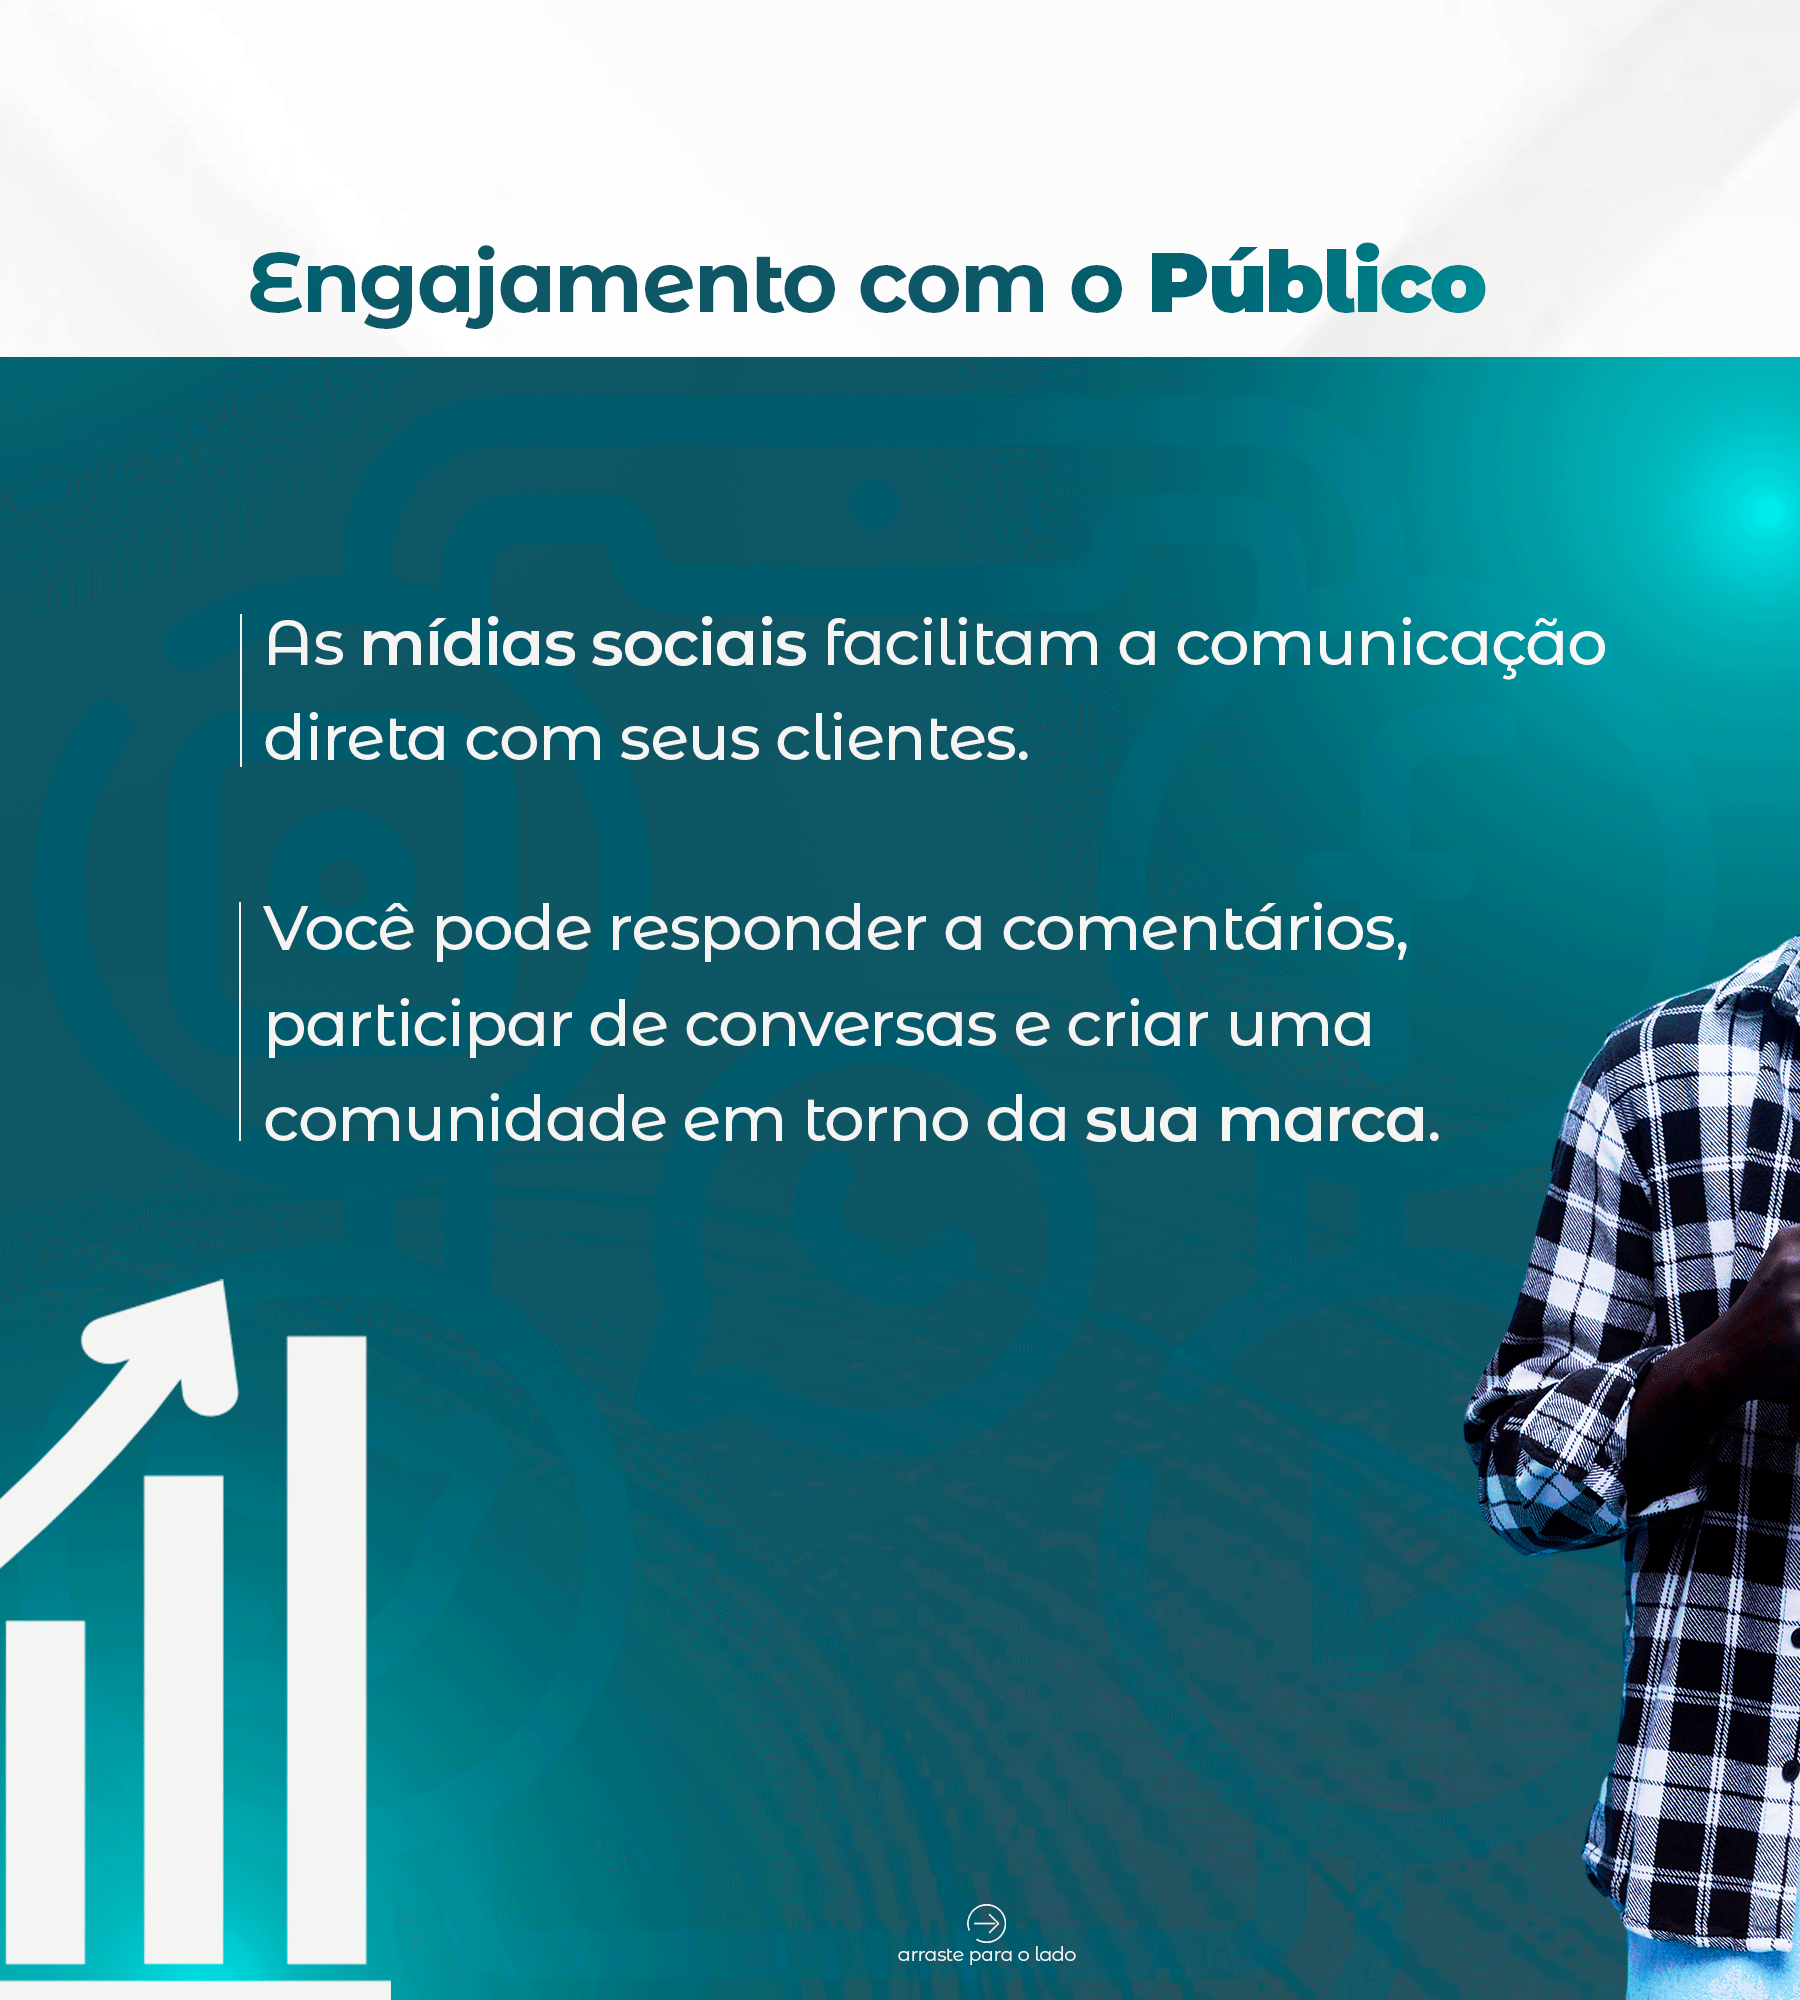 Engajamento com o Público
As mídias sociais facilitam a comunicação
direta com seus clientes.
Você pode responder a comentários,
participar de conversas e criar uma
comunidade em torno da sua marca.
arraste para o lado